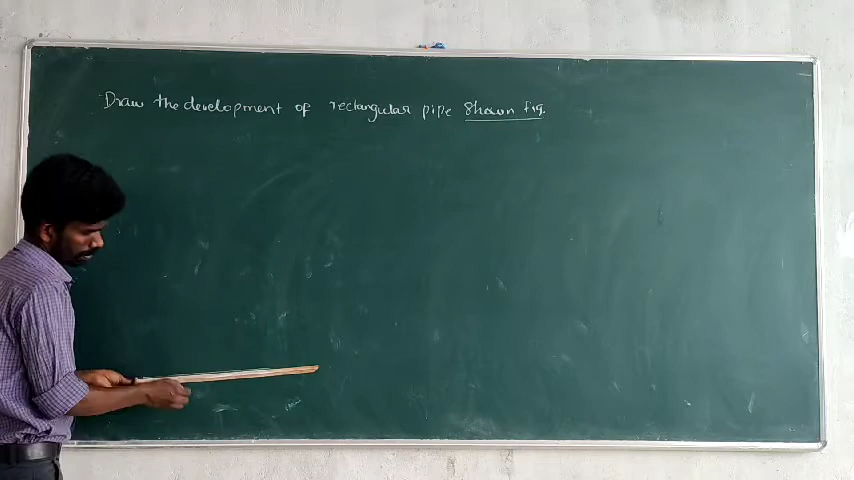 Draw the development of rectangular pipe shown fig.